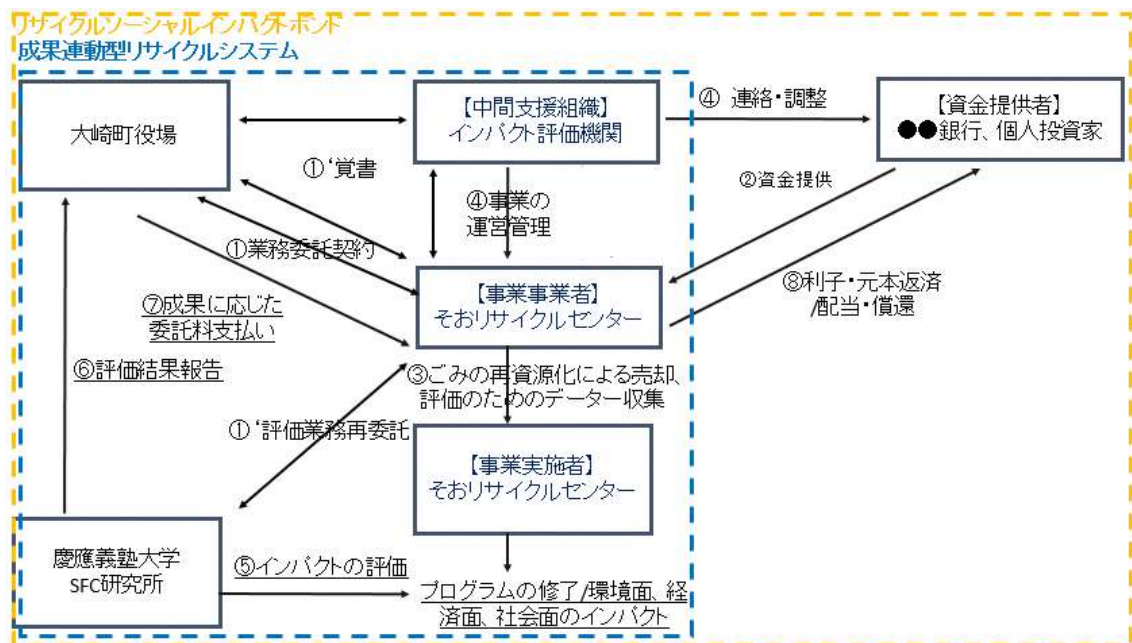 リサイクルソーシャルインパクトボンド
成果連動型リサイクルシステム
大崎町役場
【中間支援組織】
インパクト評価機関
④ 連絡・調整
【資金提供者】
●●銀行、個人投資家
①‘覚書
④事業の
運営管理
②資金提供
①業務委託契約
【事業事業者】
そおリサイクルセンター
⑧利子・元本返済
/配当・償還
⑦成果に応じた
委託料支払い
⑥評価結果報告
③ごみの再資源化による売却、
評価のためのデーター収集
①‘評価業務再委託
【事業実施者】
そおリサイクルセンター
慶應義塾大学
SFC研究所
⑤インパクトの評価
プログラムの修了/環境面、経
済面、社会面のインパクト